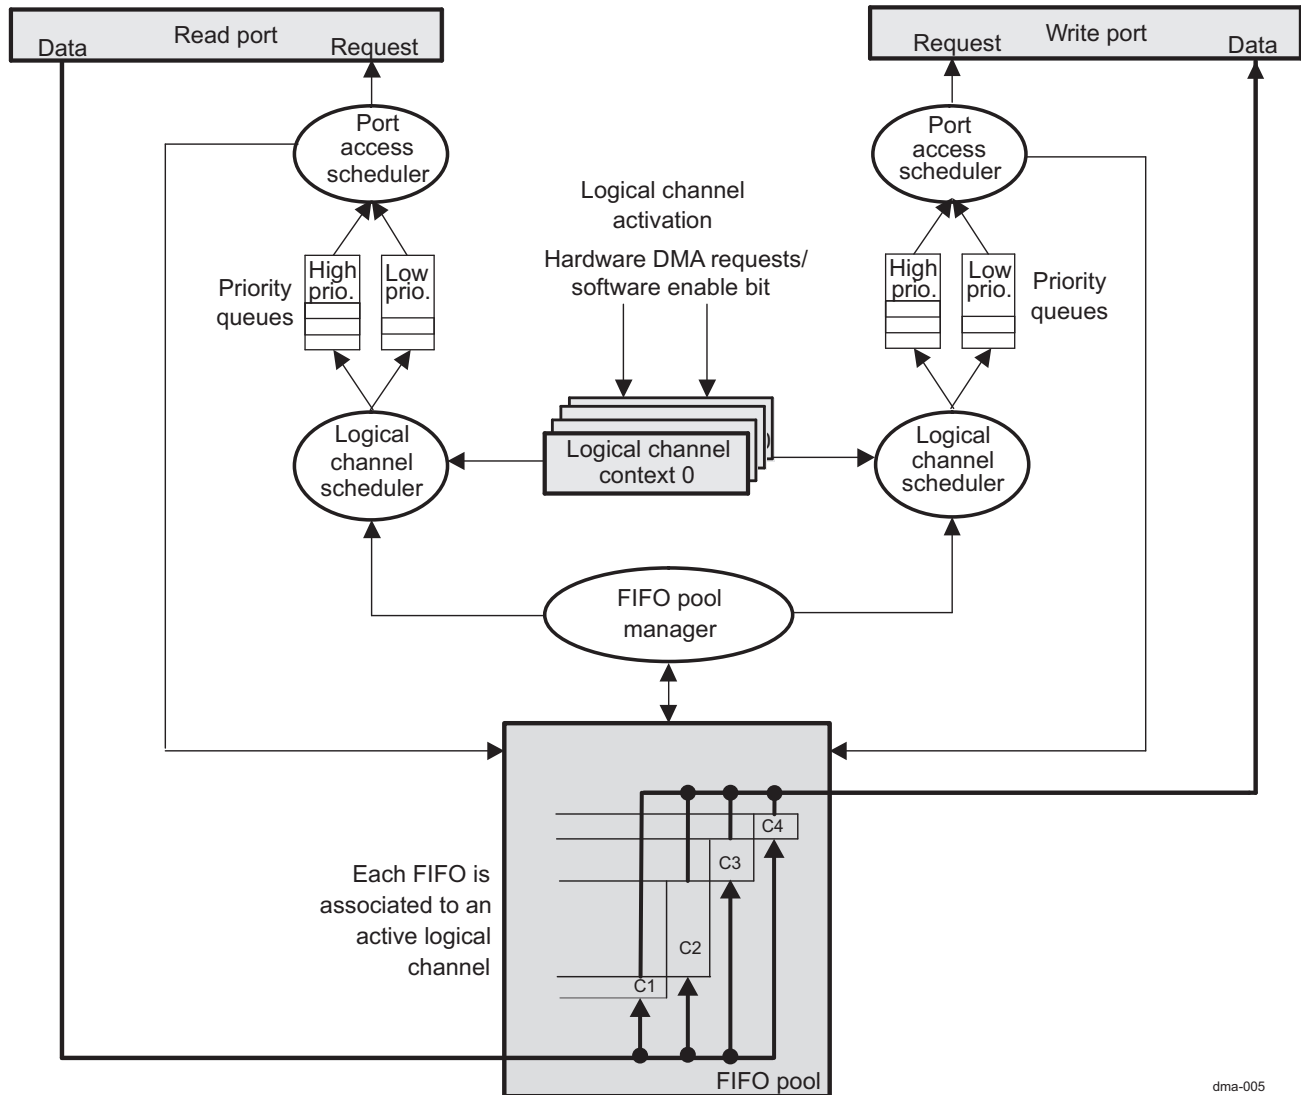 Read port
Data
Request
Write port
Request
Data
Port
access
scheduler
Port
access
scheduler
Logical channel
activation
Hardware DMA requests/
software enable bit
Priority
queues
High
prio.
Low
prio.
High
prio.
Low
prio.
Priority
queues
Logical
channel
scheduler
Logical channel
context 0
Logical
channel
scheduler
FIFO pool
manager
C4
C3
C2
C1
Each FIFO is
associated to an
active logical
channel
FIFO pool
dma-005